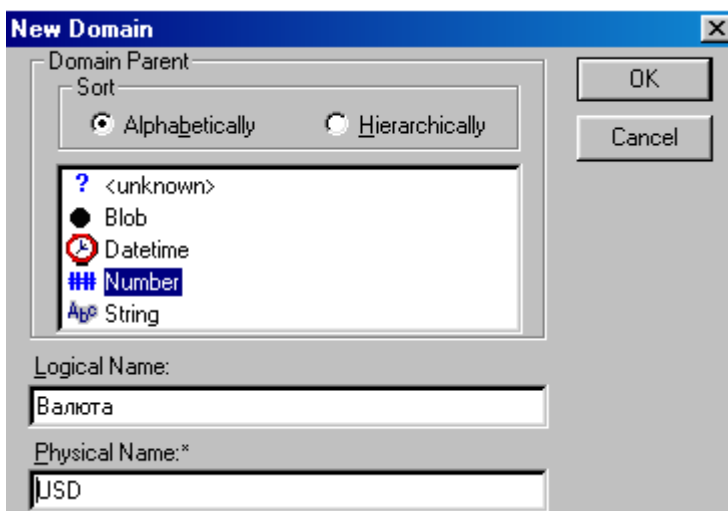 New Domain
Domain Parent
Sort
Alphabetically
Hierarchically
OK
Cancel
? <unknown>
Blob
Datetime
Number
Abc String
Logical Name:
Валюта
Physical Name:*
USD